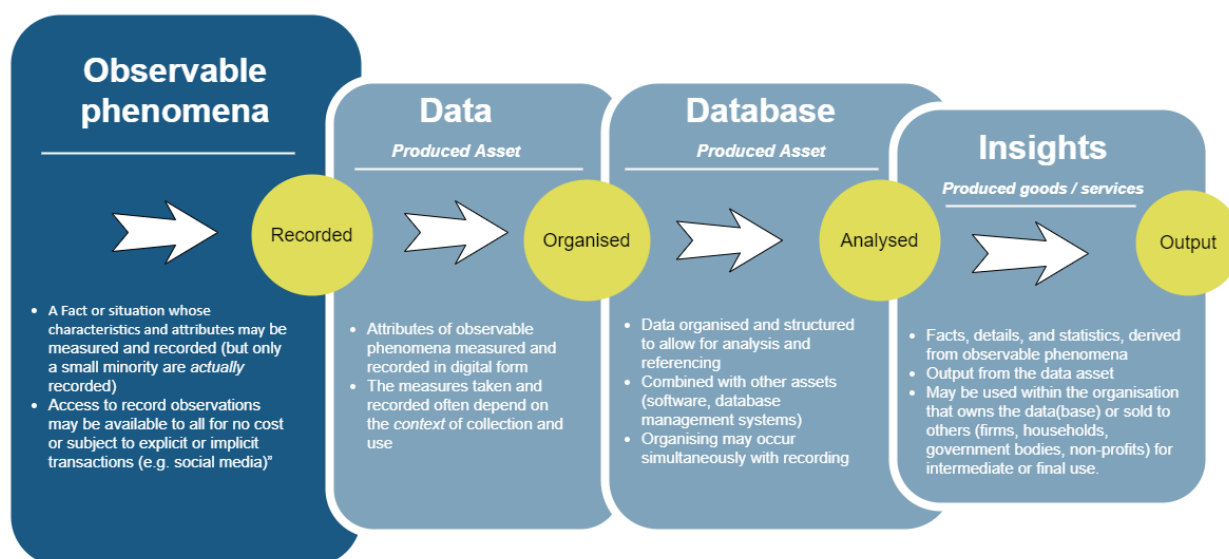 Observable
phenomena
Recorded
• A Fact or situation whose
characteristics and attributes may be
measured and recorded (but only
a small minority are actually
recorded)
• Access to record observations
may be available to all for no cost
or subject to explicit or implicit
transactions (e.g. social media)”
Data
Produced Asset
Organised
• Attributes of observable
phenomena measured and
recorded in digital form
• The measures taken and
recorded often depend on
the context of collection and
use
Database
Produced Asset
Analysed
• Data organised and structured
to allow for analysis and
referencing
• Combined with other assets
(software, database
management systems)
• Organising may occur
simultaneously with recording
Insights
Produced goods / services
Output
• Facts, details, and statistics, derived
from observable phenomena
• Output from the data asset
• May be used within the organisation
that owns the data(base) or sold to
others (firms, households,
government bodies, non-profits) for
intermediate or final use.